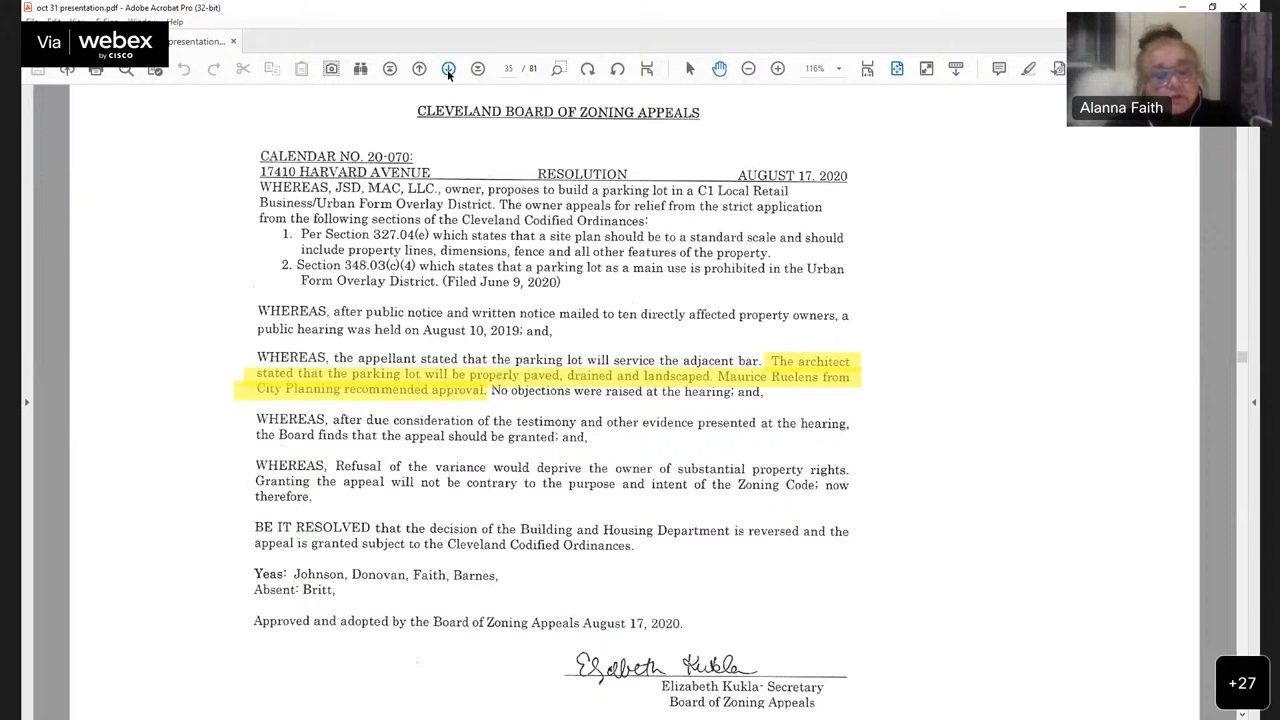 oct 31 presentation.pdf - Adobe Acrobat Pro (32-bit)
Help
Via webex
by CISCO
presentation... ×
35 / 81
116%
Alanna Faith
CLEVELAND BOARD OF ZONING APPEALS
CALENDAR NO. 20-070:
17410 HARVARD AVENUE RESOLUTION AUGUST 17, 2020
WHEREAS, JSD, MAC, LLC., owner, proposes to build a parking lot in a C1 Local Retail
Business/Urban Form Overlay District. The owner appeals for relief from the strict application
from the following sections of the Cleveland Codified Ordinances:
1. Per Section 327.04(e) which states that a site plan should be to a standard scale and should
include property lines, dimensions, fence and all other features of the property.
2. Section 348.03(c)(4) which states that a parking lot as a main use is prohibited in the Urban
Form Overlay District. (Filed June 9, 2020)
WHEREAS, after public notice and written notice mailed to ten directly affected property owners, a
public hearing was held on August 10, 2019; and,
WHEREAS, the appellant stated that the parking lot will service the adjacent bar. The architect
stated that the parking lot will be properly paved, drained and landscaped. Maurice Ruelens from
City Planning recommended approval. No objections were raised at the hearing; and,
WHEREAS, after due consideration of the testimony and other evidence presented at the hearing,
the Board finds that the appeal should be granted; and,
WHEREAS, Refusal of the variance would deprive the owner of substantial property rights.
Granting the appeal will not be contrary to the purpose and intent of the Zoning Code; now
therefore,
BE IT RESOLVED that the decision of the Building and Housing Department is reversed and the
appeal is granted subject to the Cleveland Codified Ordinances.
Yeas: Johnson, Donovan, Faith, Barnes,
Absent: Britt,
Approved and adopted by the Board of Zoning Appeals August 17, 2020.
Elizabeth Kukla
Elizabeth Kukla- Secretary
Board of Zoning Appeals
+27